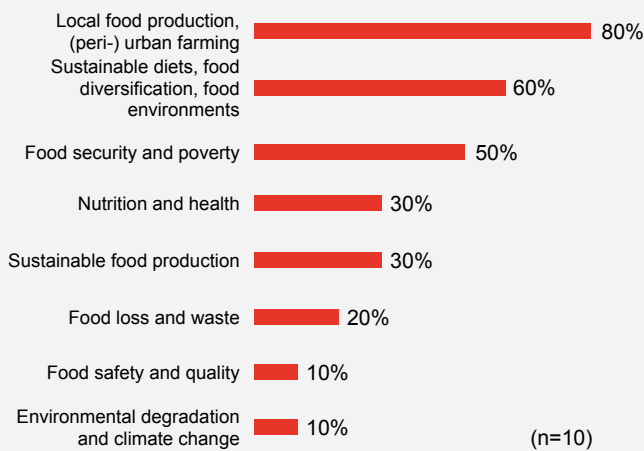 Local food production,
(peri-) urban farming
80%
Sustainable diets, food
diversification, food
environments
60%
Food security and poverty
50%
Nutrition and health
30%
Sustainable food production
30%
Food loss and waste
20%
Food safety and quality
10%
Environmental degradation
and climate change
10%
(n=10)